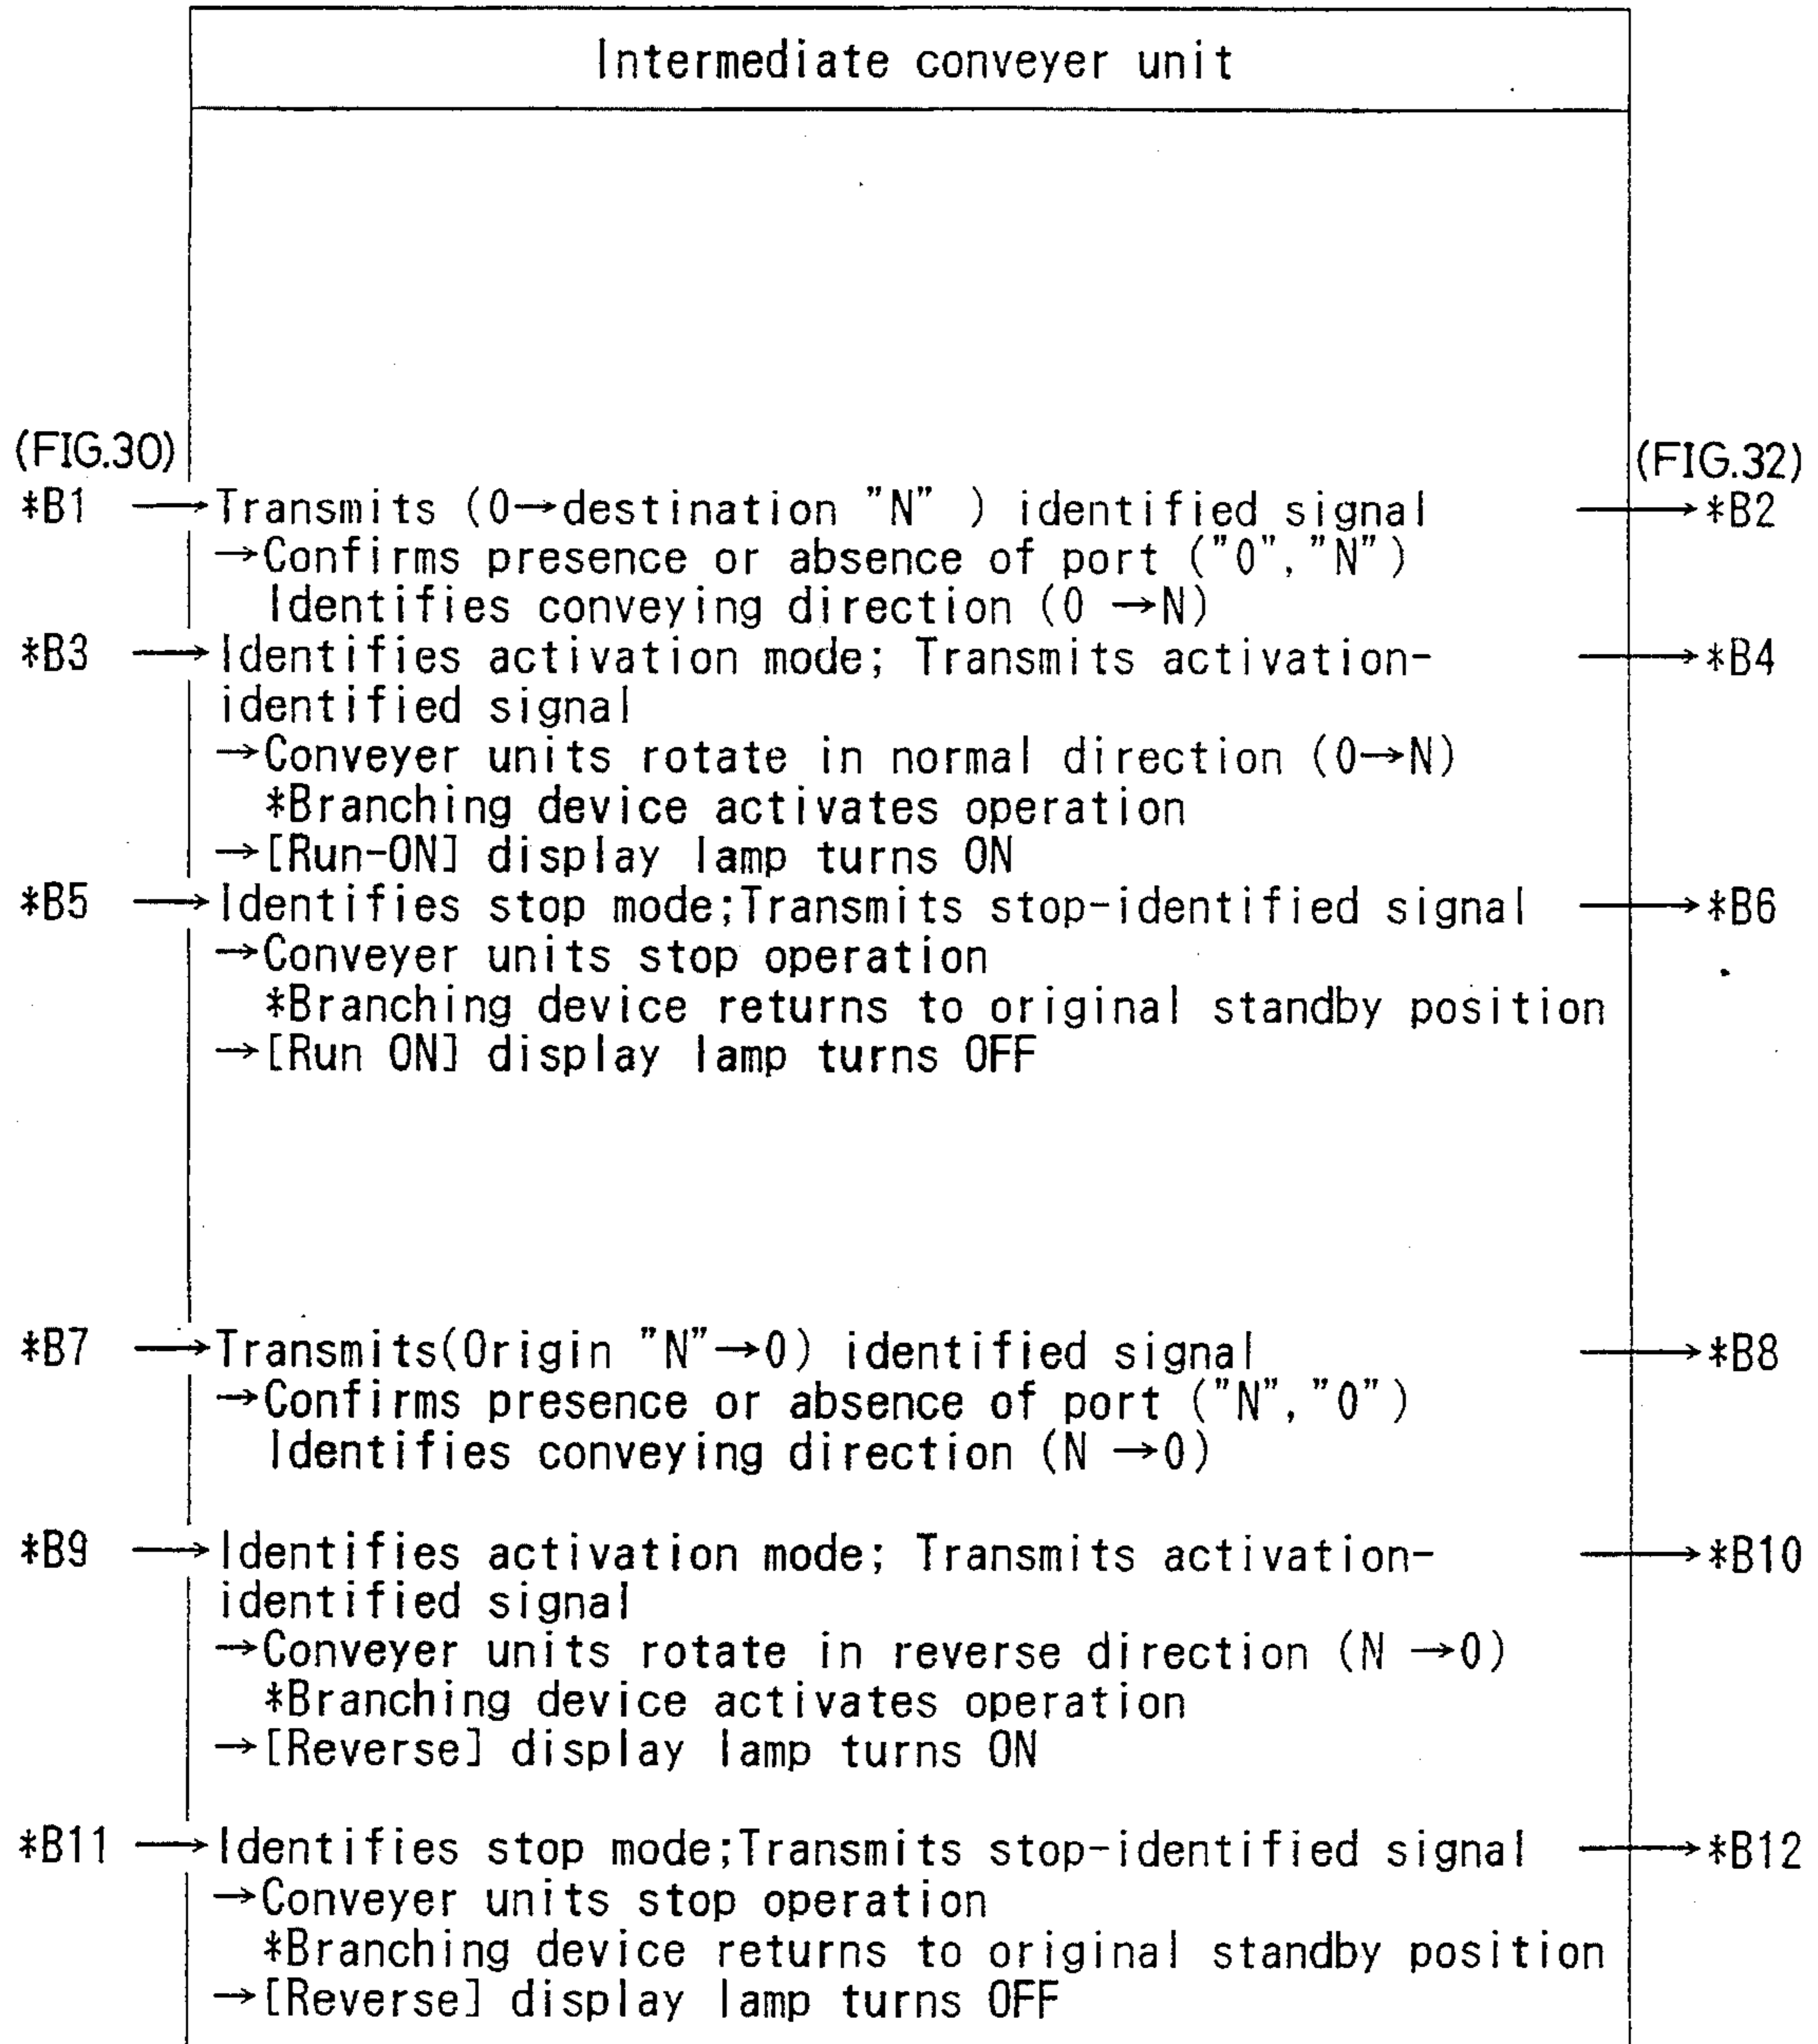 Intermediate conveyer unit
(FIG.30)
(FIG.32)
*B1 →Transmits (0→destination "N" ) identified signal →*B2
→Confirms presence or absence of port ("0","N")
Identifies conveying direction (0 →N)
*B3 →Identifies activation mode; Transmits activation- →*B4
identified signal
→Conveyer units rotate in normal direction (0→N)
*Branching device activates operation
→[Run-ON] display lamp turns ON
*B5 →Identifies stop mode;Transmits stop-identified signal →*B6
→Conveyer units stop operation
*Branching device returns to original standby position
→[Run ON] display lamp turns OFF
*B7 →Transmits(Origin "N"→0) identified signal →*B8
→Confirms presence or absence of port ("N","0")
Identifies conveying direction (N →0)
*B9 →Identifies activation mode; Transmits activation- →*B10
identified signal
→Conveyer units rotate in reverse direction (N →0)
*Branching device activates operation
→[Reverse] display lamp turns ON
*B11 →Identifies stop mode;Transmits stop-identified signal →*B12
→Conveyer units stop operation
*Branching device returns to original standby position
→[Reverse] display lamp turns OFF